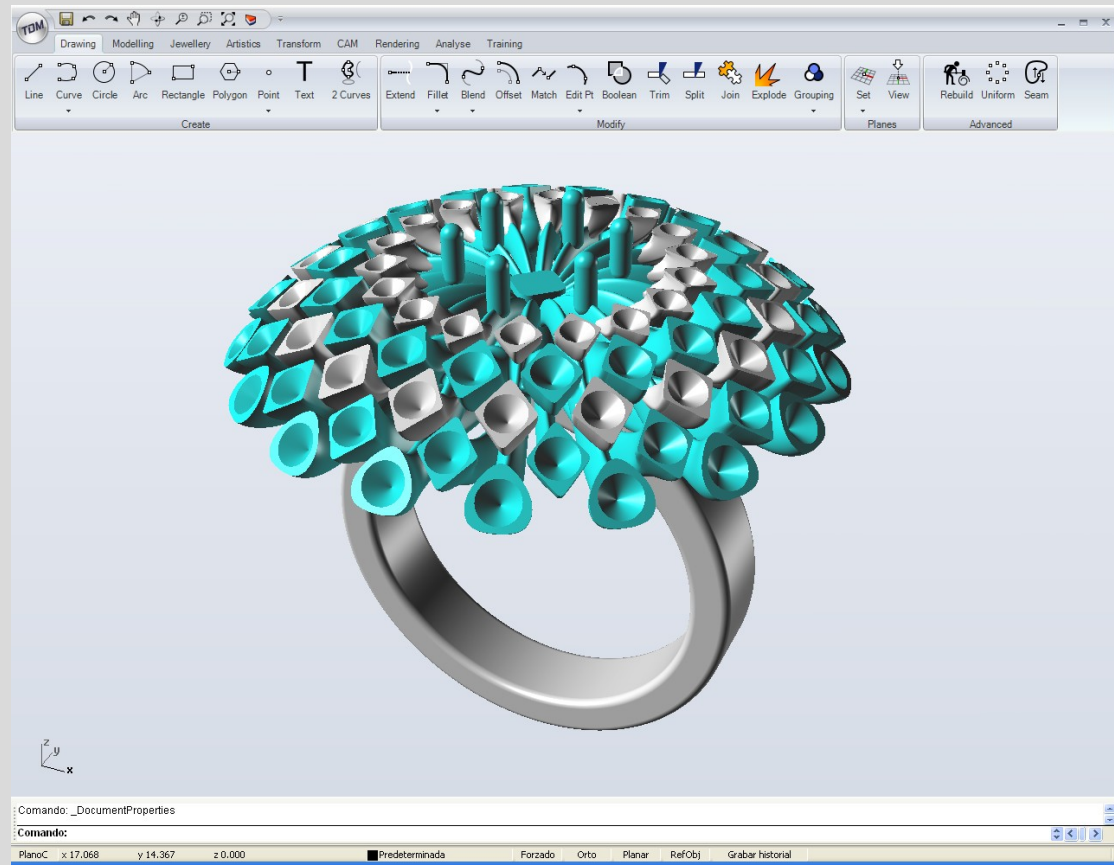 TDM
Drawing Modelling Jewellery Artistics Transform CAM Rendering Analyse Training
Line Curve Circle Arc Rectangle Polygon Point Text 2 Curves Extend Fillet Blend Offset Match Edit Pt Boolean Trim Split Join Explode Grouping Set View Rebuild Uniform Seam
Create Modify Planes Advanced
z
y
x
Comando: _DocumentProperties
Comando:
PlanoC x 17.068 y 14.367 z 0.000 Predeterminada Forzado Orto Planar RefObj Grabar historial